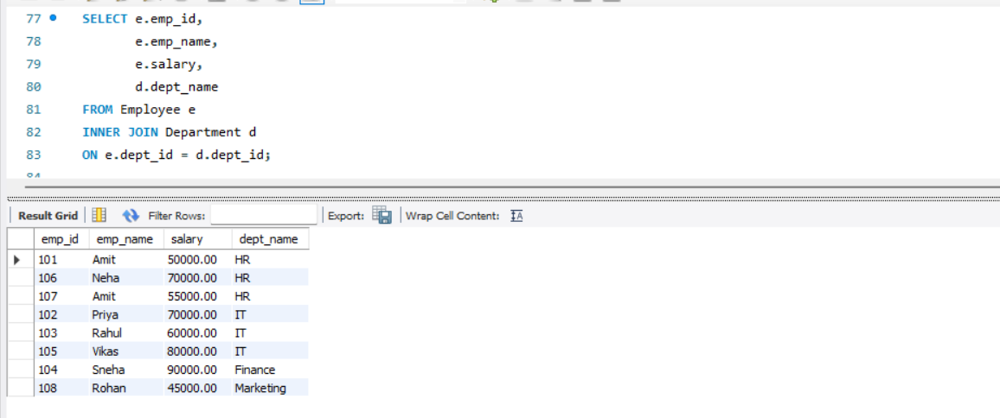 77 SELECT e.emp_id,
78 e.emp_name,
79 e.salary,
80 d.dept_name
81 FROM Employee e
82 INNER JOIN Department d
83 ON e.dept_id = d.dept_id;
84
Result Grid Filter Rows: Export: Wrap Cell Content:
emp_id emp_name salary dept_name
101 Amit 50000.00 HR
106 Neha 70000.00 HR
107 Amit 55000.00 HR
102 Priya 70000.00 IT
103 Rahul 60000.00 IT
105 Vikas 80000.00 IT
104 Sneha 90000.00 Finance
108 Rohan 45000.00 Marketing